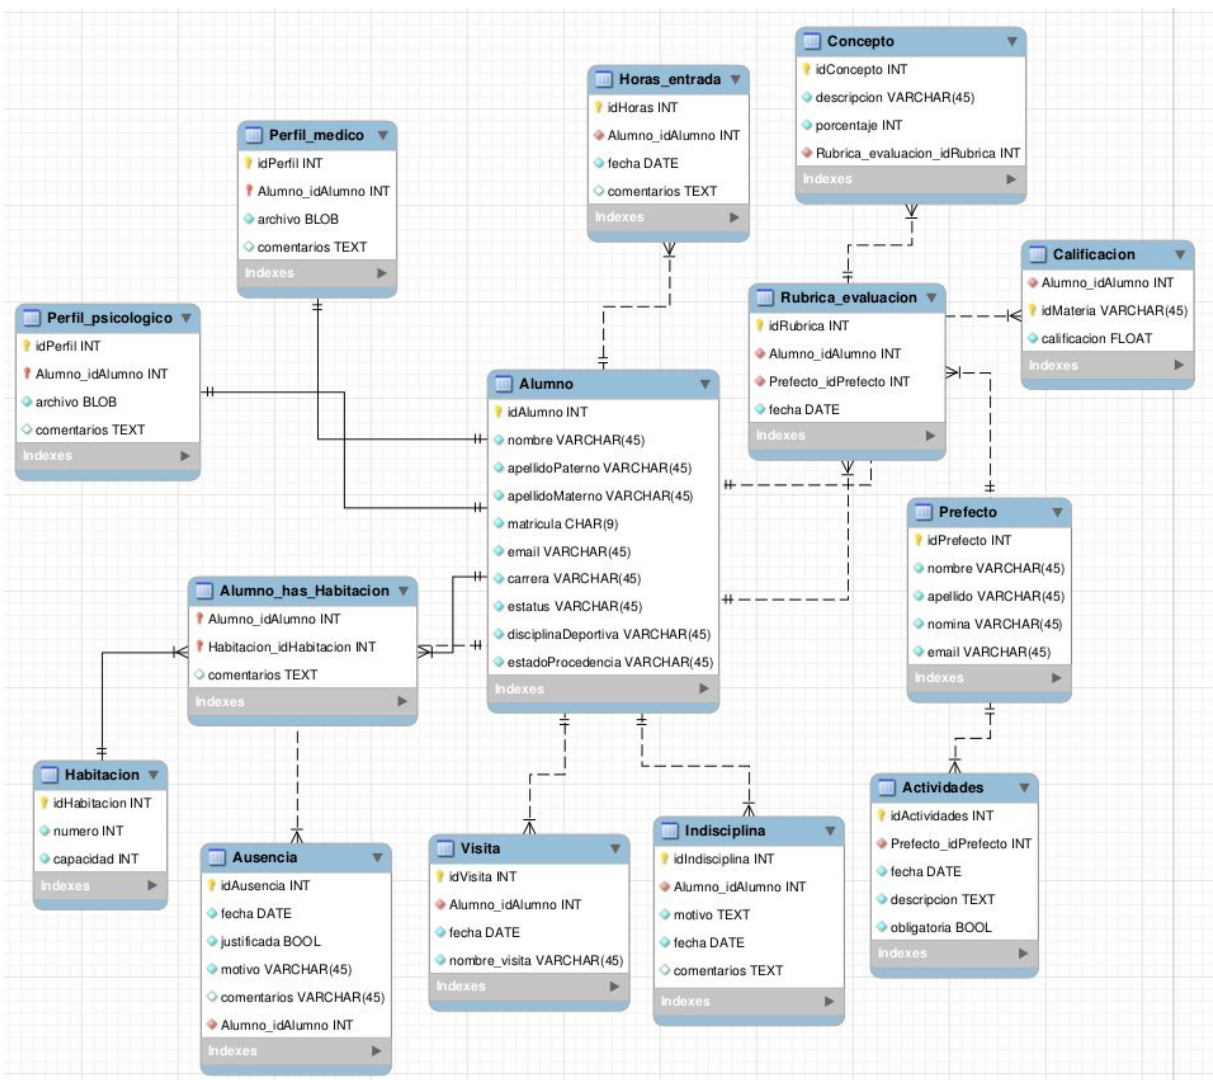 Concepto
idConcepto INT
descripcion VARCHAR(45)
porcentaje INT
Rubrica_evaluacion_idRubrica INT
Indexes
Horas_entrada
idHoras INT
Alumno_idAlumno INT
fecha DATE
comentarios TEXT
Indexes
Perfil_medico
idPerfil INT
Alumno_idAlumno INT
archivo BLOB
comentarios TEXT
Indexes
Calificacion
Alumno_idAlumno INT
idMateria VARCHAR(45)
calificacion FLOAT
Indexes
Rubrica_evaluacion
idRubrica INT
Alumno_idAlumno INT
Prefecto_idPrefecto INT
fecha DATE
Indexes
Perfil_psicologico
idPerfil INT
Alumno_idAlumno INT
archivo BLOB
comentarios TEXT
Indexes
Alumno
idAlumno INT
nombre VARCHAR(45)
apellidoPaterno VARCHAR(45)
apellidoMaterno VARCHAR(45)
matricula CHAR(9)
email VARCHAR(45)
carrera VARCHAR(45)
estatus VARCHAR(45)
disciplinaDeportiva VARCHAR(45)
estadoProcedencia VARCHAR(45)
Indexes
Prefecto
idPrefecto INT
nombre VARCHAR(45)
apellido VARCHAR(45)
nomina VARCHAR(45)
email VARCHAR(45)
Indexes
Alumno_has_Habitacion
Alumno_idAlumno INT
Habitacion_idHabitacion INT
comentarios TEXT
Indexes
Habitacion
idHabitacion INT
numero INT
capacidad INT
Indexes
Ausencia
idAusencia INT
fecha DATE
justificada BOOL
motivo VARCHAR(45)
comentarios VARCHAR(45)
Alumno_idAlumno INT
Indexes
Visita
idVisita INT
Alumno_idAlumno INT
fecha DATE
nombre_visita VARCHAR(45)
Indexes
Indisciplina
idIndisciplina INT
Alumno_idAlumno INT
motivo TEXT
fecha DATE
comentarios TEXT
Indexes
Actividades
idActividades INT
Prefecto_idPrefecto INT
fecha DATE
descripcion TEXT
obligatoria BOOL
Indexes